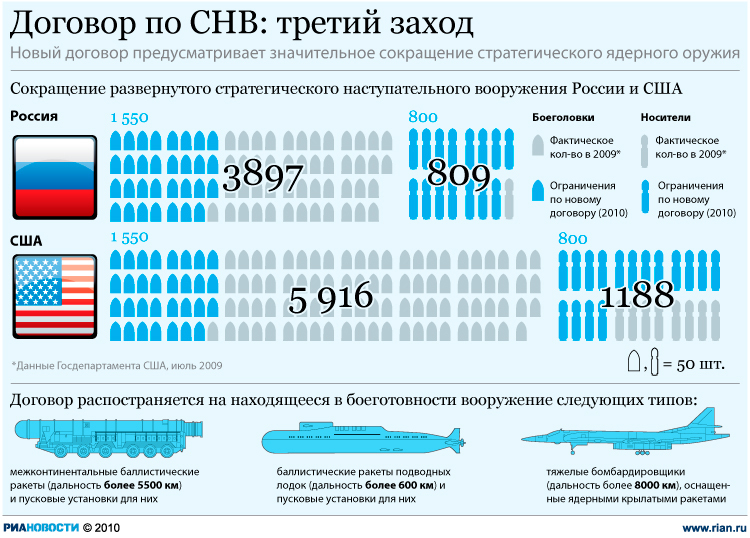 Договор по СНВ: третий заход
Новый договор предусматривает значительное сокращение стратегического ядерного оружия
Сокращение развернутого стратегического наступательного вооружения России и США
Россия
1 550
3897
800
809
Боеголовки
Фактическое
кол-во в 2009*
Ограничения
по новому
договору (2010)
Носители
Фактическое
кол-во в 2009*
Ограничения
по новому
договору (2010)
США
1 550
5 916
800
1188
*Данные Госдепартамента США, июль 2009
, = 50 шт.
Договор распостраняется на находящееся в боеготовности вооружение следующих типов:
межконтинентальные баллистические
ракеты (дальность более 5500 км)
и пусковые установки для них
баллистические ракеты подводных
лодок (дальность более 600 км) и
пусковые установки для них
тяжелые бомбардировщики
(дальность более 8000 км), оснащен-
ные ядерными крылатыми ракетами
РИАНОВОСТИ © 2010
www.rian.ru